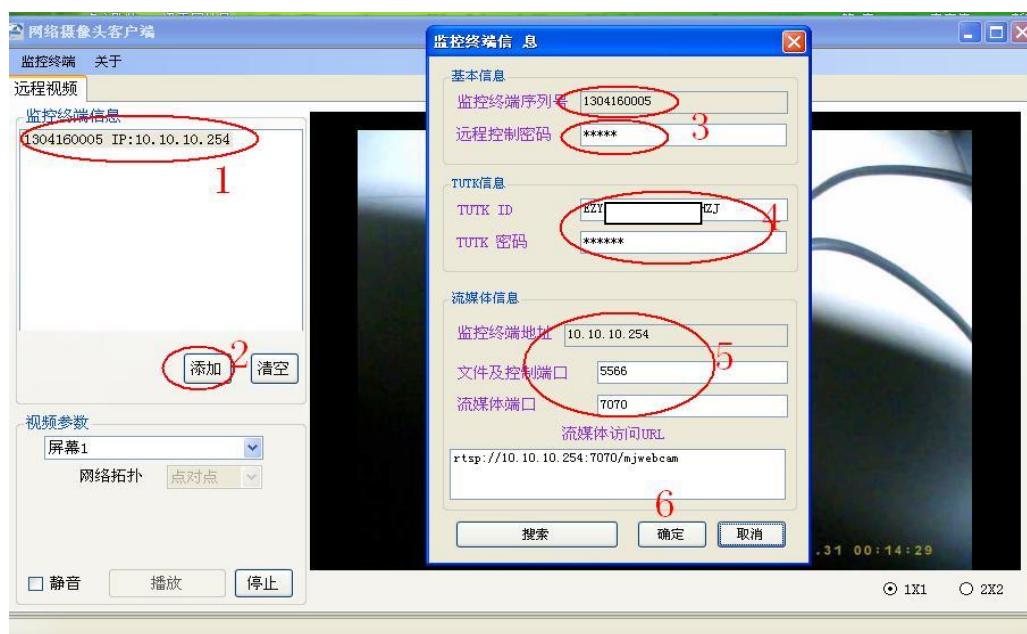 网络摄像头客户端
监控终端 关于
远程视频
监控终端信息
1304160005 IP:10.10.10.254
1
添加
2
清空
视频参数
屏幕1
网络拓扑 点对点
静音 播放 停止
监控终端信 息
基本信息
监控终端序列号 1304160005
远程控制密码 *****
3
TUTK信息
TUTK ID EZY HZJ
4
TUTK 密码 ******
流媒体信息
监控终端地址 10.10.10.254
5
文件及控制端口 5566
流媒体端口 7070
流媒体访问URL
rtsp://10.10.10.254:7070/mjwebcam
6
搜索 确定 取消
.31 00:14:29
1X1 2X2